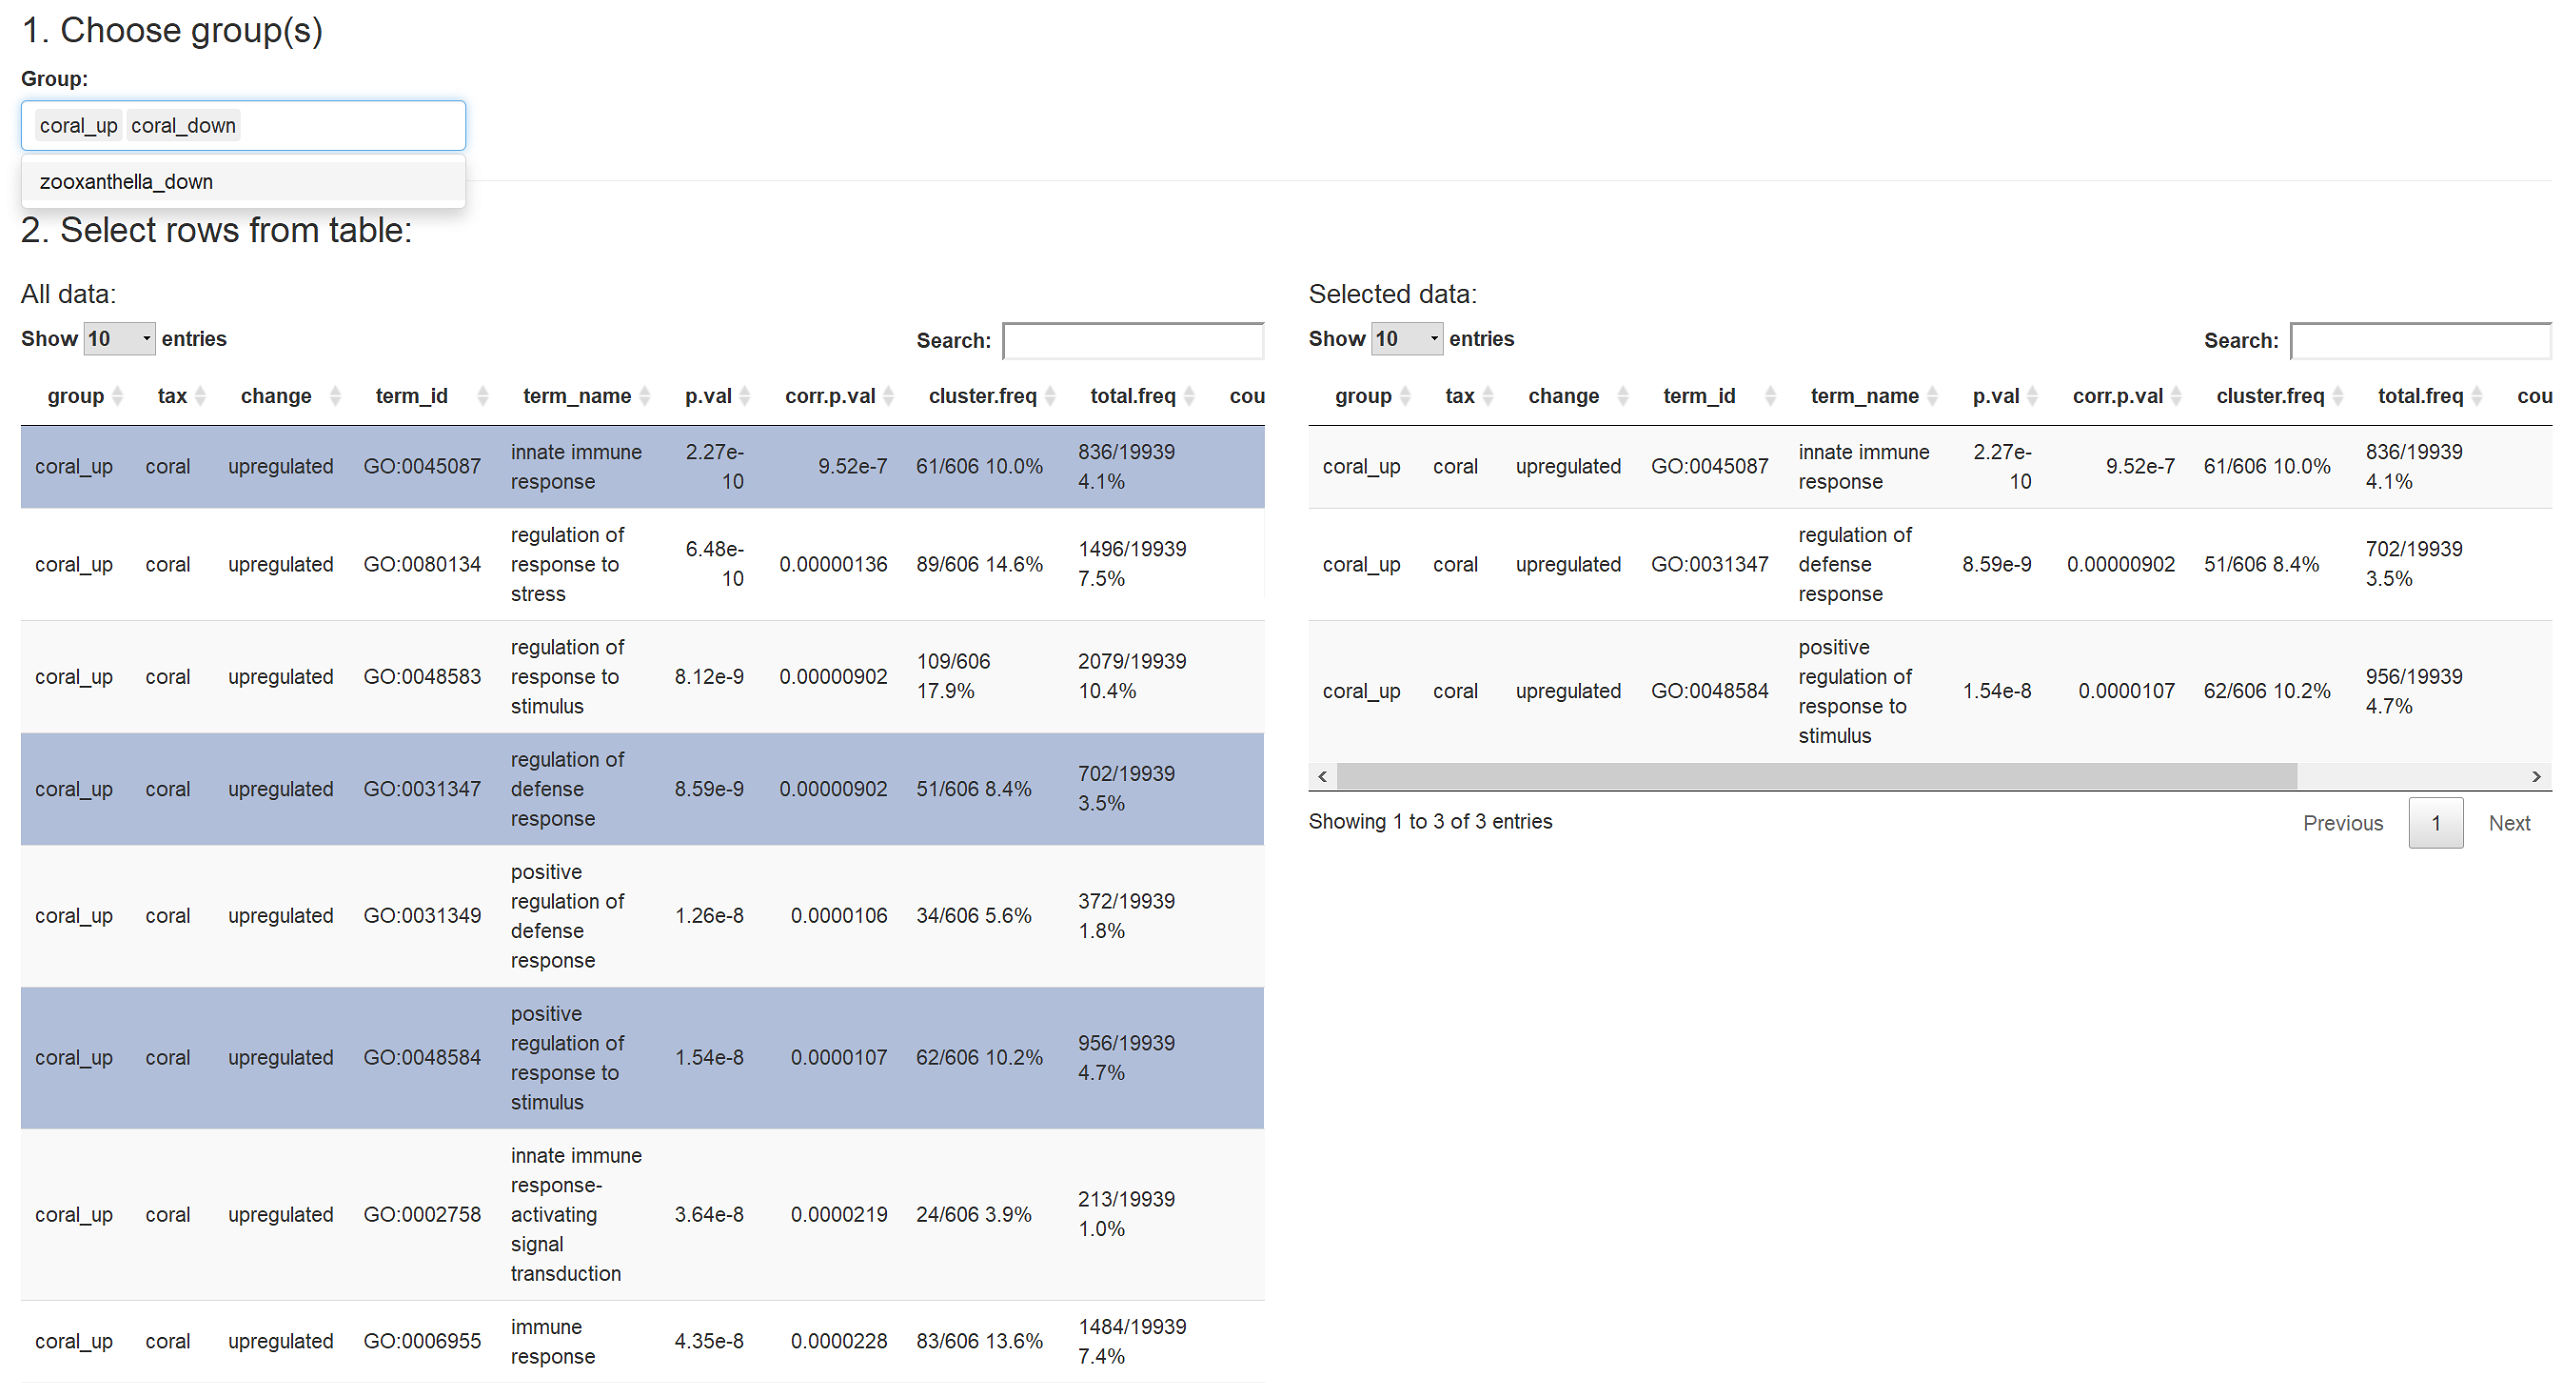 1. Choose group(s)
Group:
coral_up coral_down
zooxanthella_down
2. Select rows from table:
All data:
Show 10 entries Search:
group tax change term_id term_name p.val corr.p.val cluster.freq total.freq cou
coral_up coral upregulated GO:0045087 innate immune response 2.27e-10 9.52e-7 61/606 10.0% 836/19939 4.1%
coral_up coral upregulated GO:0080134 regulation of response to stress 6.48e-10 0.00000136 89/606 14.6% 1496/19939 7.5%
coral_up coral upregulated GO:0048583 regulation of response to stimulus 8.12e-9 0.00000902 109/606 17.9% 2079/19939 10.4%
coral_up coral upregulated GO:0031347 regulation of defense response 8.59e-9 0.00000902 51/606 8.4% 702/19939 3.5%
coral_up coral upregulated GO:0031349 positive regulation of defense response 1.26e-8 0.0000106 34/606 5.6% 372/19939 1.8%
coral_up coral upregulated GO:0048584 positive regulation of response to stimulus 1.54e-8 0.0000107 62/606 10.2% 956/19939 4.7%
coral_up coral upregulated GO:0002758 innate immune response-activating signal transduction 3.64e-8 0.0000219 24/606 3.9% 213/19939 1.0%
coral_up coral upregulated GO:0006955 immune response 4.35e-8 0.0000228 83/606 13.6% 1484/19939 7.4%
Selected data:
Show 10 entries Search:
group tax change term_id term_name p.val corr.p.val cluster.freq total.freq cou
coral_up coral upregulated GO:0045087 innate immune response 2.27e-10 9.52e-7 61/606 10.0% 836/19939 4.1%
coral_up coral upregulated GO:0031347 regulation of defense response 8.59e-9 0.00000902 51/606 8.4% 702/19939 3.5%
coral_up coral upregulated GO:0048584 positive regulation of response to stimulus 1.54e-8 0.0000107 62/606 10.2% 956/19939 4.7%
Showing 1 to 3 of 3 entries Previous 1 Next